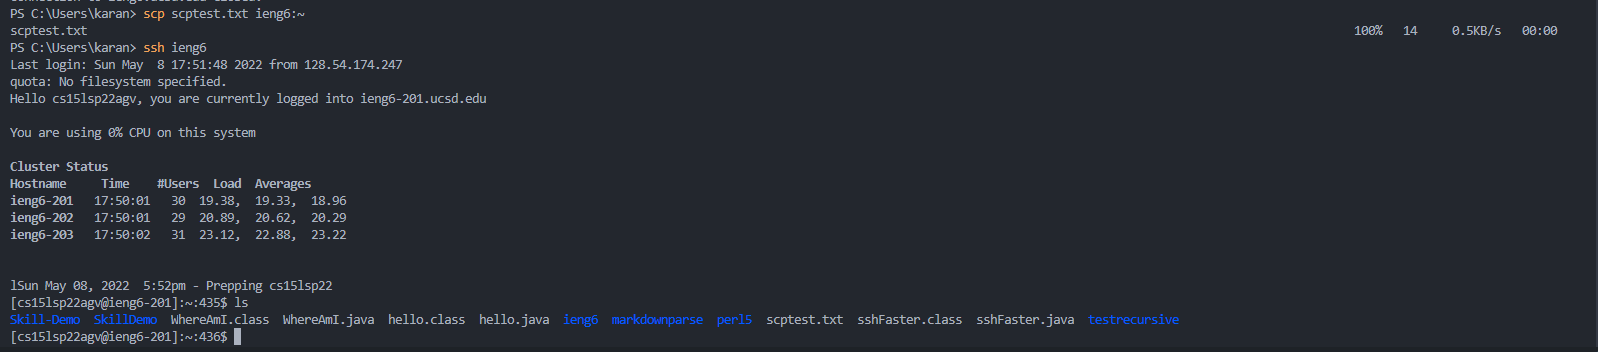 PS C:\Users\karan> scp scptest.txt ieng6:~
scptest.txt 100% 14 0.5KB/s 00:00
PS C:\Users\karan> ssh ieng6
Last login: Sun May  8 17:51:48 2022 from 128.54.174.247
quota: No filesystem specified.
Hello cs15lsp22agv, you are currently logged into ieng6-201.ucsd.edu
You are using 0% CPU on this system
Cluster Status
Hostname     Time    #Users  Load  Averages
ieng6-201   17:50:01   30  19.38,  19.33,  18.96
ieng6-202   17:50:01   29  20.89,  20.62,  20.29
ieng6-203   17:50:02   31  23.12,  22.88,  23.22
lSun May 08, 2022  5:52pm - Prepping cs15lsp22
[cs15lsp22agv@ieng6-201]:~:435$ ls
Skill-Demo  SkillDemo  WhereAmI.class  WhereAmI.java  hello.class  hello.java  ieng6  markdownparse  perl5  scptest.txt  sshFaster.class  sshFaster.java  testrecursive
[cs15lsp22agv@ieng6-201]:~:436$